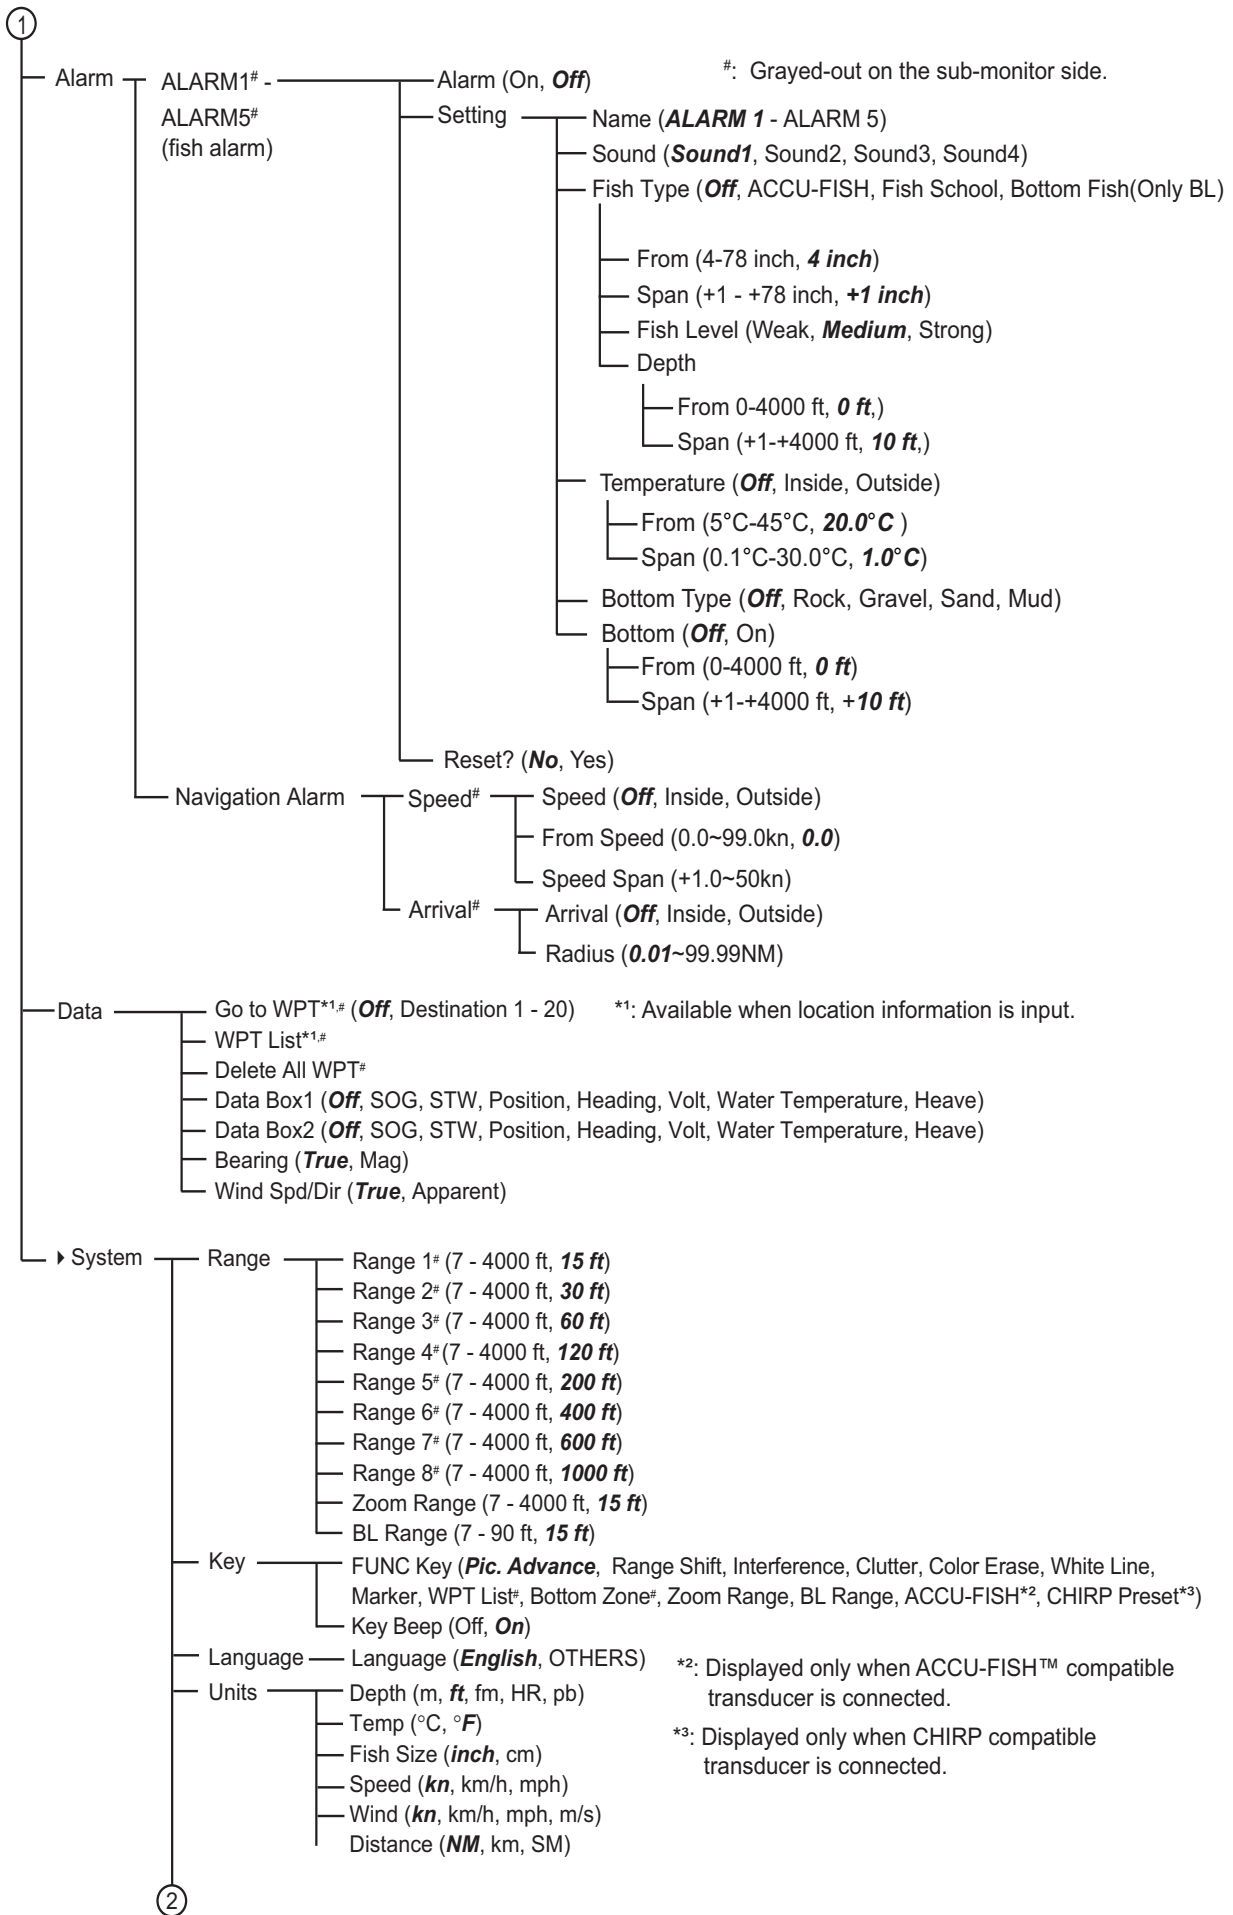 1
Alarm
ALARM1# -
ALARM5#
(fish alarm)
Alarm (On, Off)
#: Grayed-out on the sub-monitor side.
Setting
Name (ALARM 1 - ALARM 5)
Sound (Sound1, Sound2, Sound3, Sound4)
Fish Type (Off, ACCU-FISH, Fish School, Bottom Fish(Only BL)
From (4-78 inch, 4 inch)
Span (+1 - +78 inch, +1 inch)
Fish Level (Weak, Medium, Strong)
Depth
From 0-4000 ft, 0 ft,)
Span (+1-+4000 ft, 10 ft,)
Temperature (Off, Inside, Outside)
From (5°C-45°C, 20.0°C )
Span (0.1°C-30.0°C, 1.0°C)
Bottom Type (Off, Rock, Gravel, Sand, Mud)
Bottom (Off, On)
From (0-4000 ft, 0 ft)
Span (+1-+4000 ft, +10 ft)
Reset? (No, Yes)
Navigation Alarm
Speed#
Speed (Off, Inside, Outside)
From Speed (0.0~99.0kn, 0.0)
Speed Span (+1.0~50kn)
Arrival#
Arrival (Off, Inside, Outside)
Radius (0.01~99.99NM)
Data
Go to WPT*1,# (Off, Destination 1 - 20)
*1: Available when location information is input.
WPT List*1,#
Delete All WPT#
Data Box1 (Off, SOG, STW, Position, Heading, Volt, Water Temperature, Heave)
Data Box2 (Off, SOG, STW, Position, Heading, Volt, Water Temperature, Heave)
Bearing (True, Mag)
Wind Spd/Dir (True, Apparent)
System
Range
Range 1# (7 - 4000 ft, 15 ft)
Range 2# (7 - 4000 ft, 30 ft)
Range 3# (7 - 4000 ft, 60 ft)
Range 4# (7 - 4000 ft, 120 ft)
Range 5# (7 - 4000 ft, 200 ft)
Range 6# (7 - 4000 ft, 400 ft)
Range 7# (7 - 4000 ft, 600 ft)
Range 8# (7 - 4000 ft, 1000 ft)
Zoom Range (7 - 4000 ft, 15 ft)
BL Range (7 - 90 ft, 15 ft)
Key
FUNC Key (Pic. Advance, Range Shift, Interference, Clutter, Color Erase, White Line,
Marker, WPT List#, Bottom Zone#, Zoom Range, BL Range, ACCU-FISH*2, CHIRP Preset*3)
Key Beep (Off, On)
Language
Language (English, OTHERS)
*2: Displayed only when ACCU-FISH™ compatible
transducer is connected.
Units
Depth (m, ft, fm, HR, pb)
Temp (°C, °F)
*3: Displayed only when CHIRP compatible
transducer is connected.
Fish Size (inch, cm)
Speed (kn, km/h, mph)
Wind (kn, km/h, mph, m/s)
Distance (NM, km, SM)
2